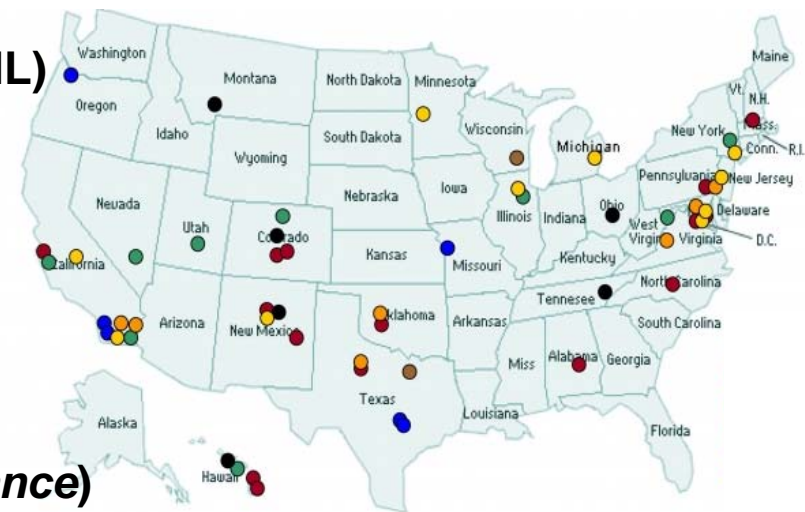 IL)
Washington
Maine
Montana
North Dakota
Minnesota
Vt.
N.H.
Oregon
Mass.
Idaho
South Dakota
Wisconsin
New York
Michigan
Conn.
R.I.
Wyoming
Pennsylvania
New Jersey
Iowa
Nebraska
Nevada
Ohio
Delaware
Illinois
Indiana
Utah
Colorado
West
Virgin
Virginia
D.C.
California
Kansas
Missouri
Kentucky
North Carolina
Tennesee
Arizona
New Mexico
Oklahoma
Arkansas
South Carolina
Miss
Alabama
Georgia
Texas
Louisiana
Alaska
Florida
Hawaii
nce)